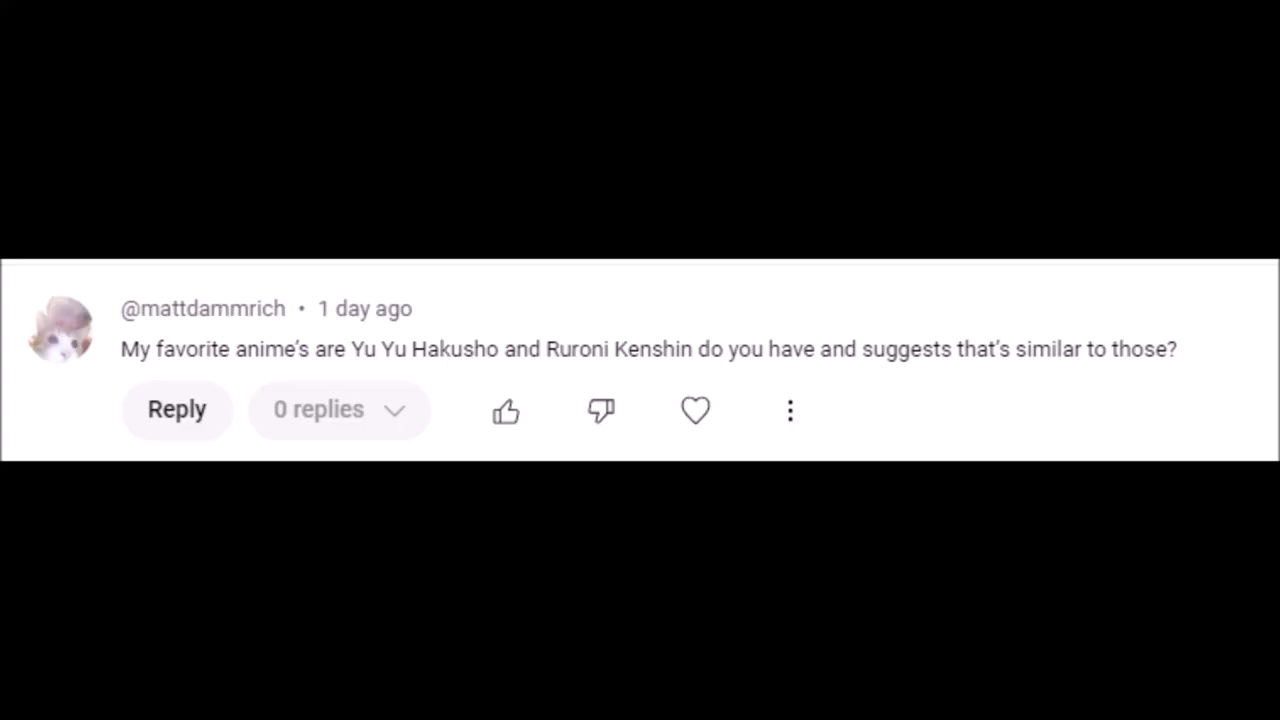 @mattdammrich • 1 day ago
My favorite anime's are Yu Yu Hakusho and Ruroni Kenshin do you have and suggests that's similar to those?
Reply 0 replies